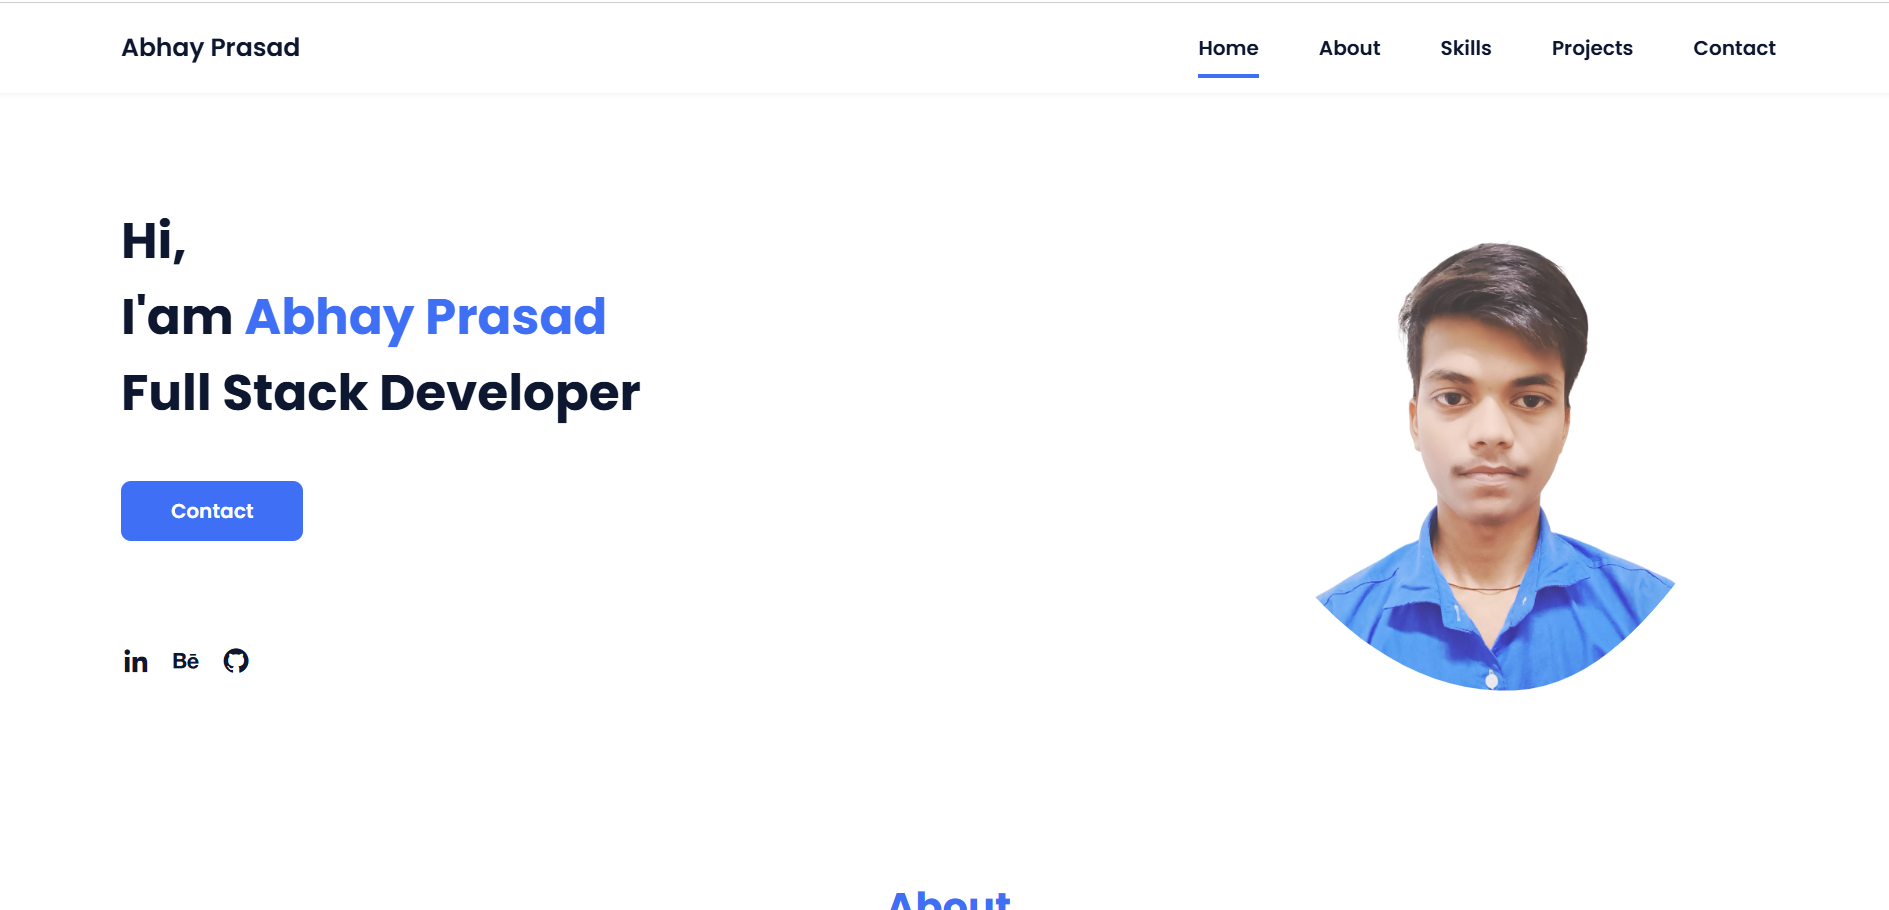 Abhay Prasad
Home About Skills Projects Contact
Hi,
I'am Abhay Prasad
Full Stack Developer
Contact
in Bē
About